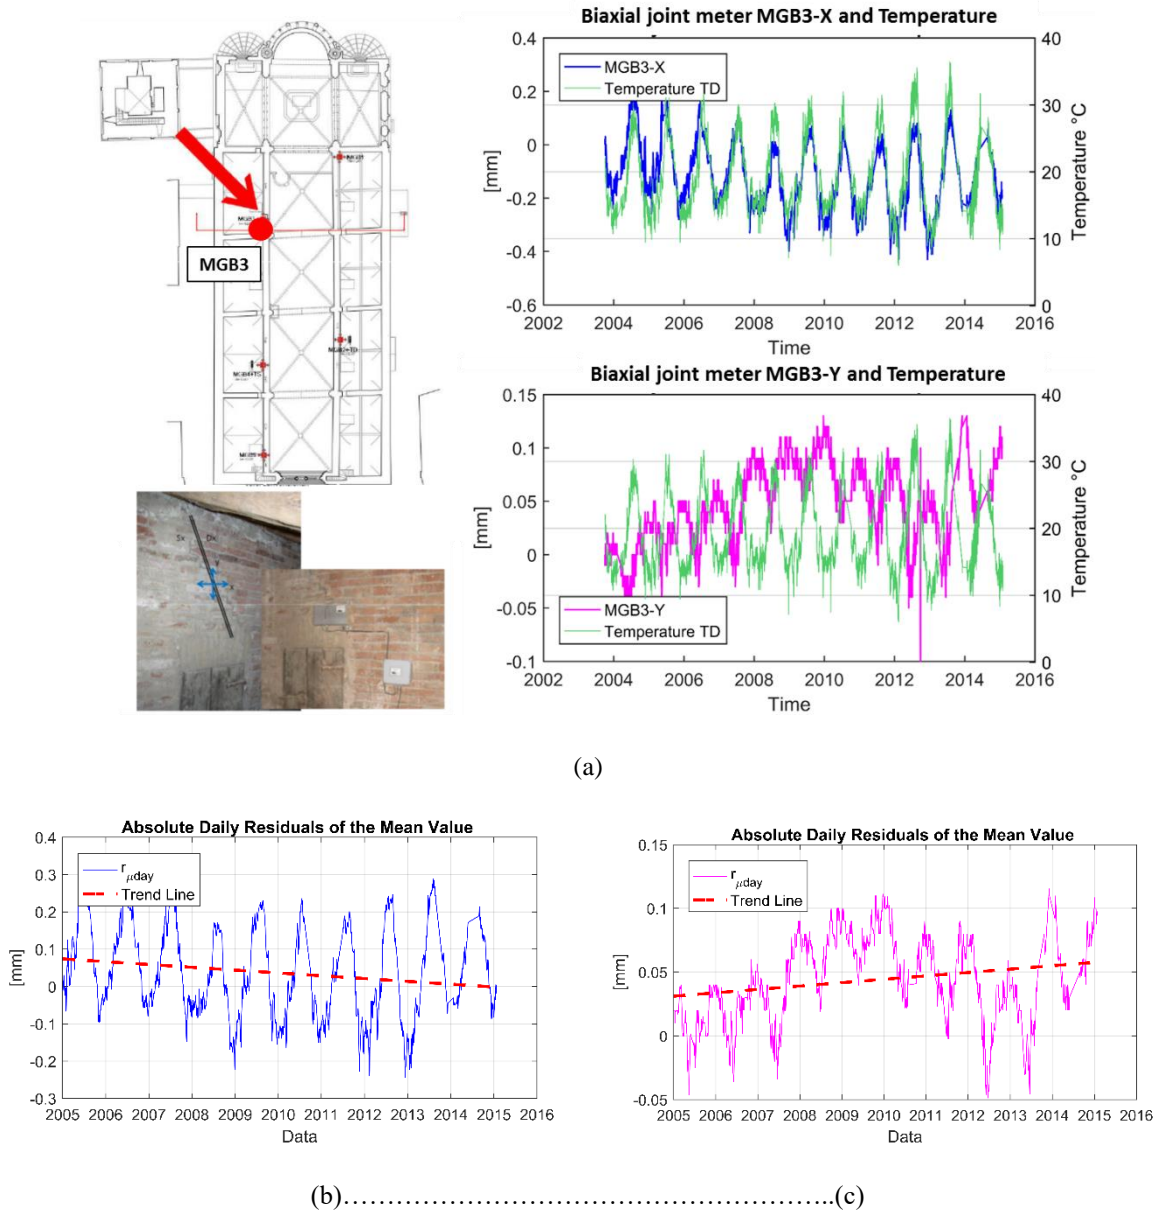 Biaxial joint meter MGB3-X and Temperature
0.4
0.2
0
-0.2
-0.4
-0.6
[mm]
MGB3-X
Temperature TD
40
30
20
10
0
Temperature °C
2002 2004 2006 2008 2010 2012 2014 2016
Time
MGB3
Biaxial joint meter MGB3-Y and Temperature
0.15
0.1
0.05
0
-0.05
-0.1
[mm]
MGB3-Y
Temperature TD
40
30
20
10
0
Temperature °C
2002 2004 2006 2008 2010 2012 2014 2016
Time
Sx Dx
(a)
Absolute Daily Residuals of the Mean Value
0.4
0.3
0.2
0.1
0
-0.1
-0.2
-0.3
[mm]
rμday
Trend Line
2005 2006 2007 2008 2009 2010 2011 2012 2013 2014 2015 2016
Data
Absolute Daily Residuals of the Mean Value
0.15
0.1
0.05
0
-0.05
[mm]
rμday
Trend Line
2005 2006 2007 2008 2009 2010 2011 2012 2013 2014 2015 2016
Data
(b)……………………………………………………..(c)